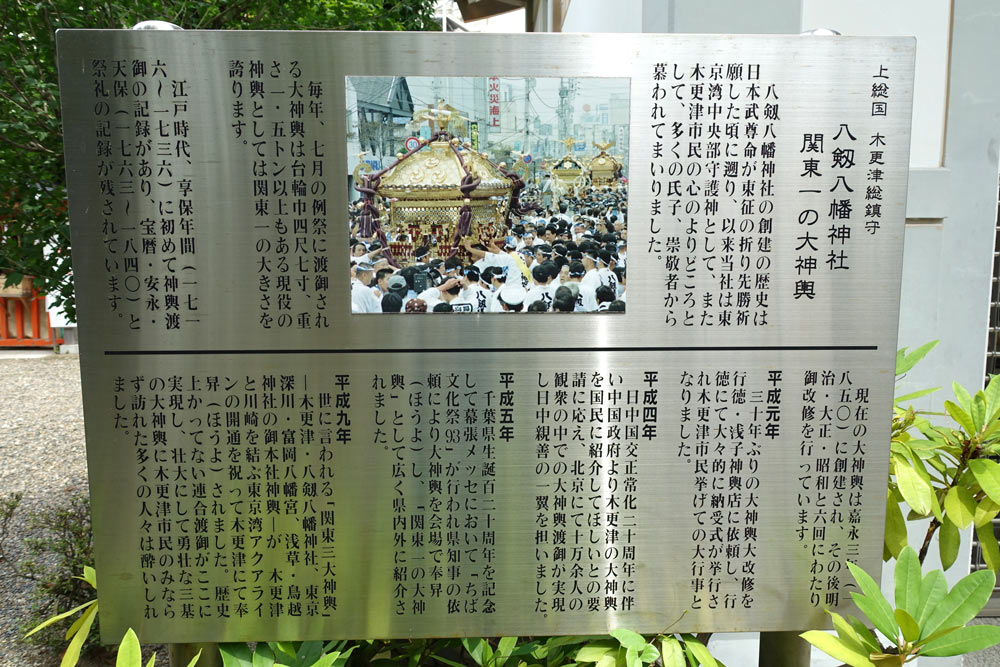 上総国　木更津総鎮守
八剱八幡神社
関東一の大神輿
八剱八幡神社の創建の歴史は
日本武尊命が東征の折り先勝祈
願した頃に遡り、以来当社は東
京湾中央部守護神として、また
木更津市民の心のよりどころと
して、多くの氏子、崇敬者から
慕われてまいりました。
毎年、七月の例祭に渡御され
る大神輿は台輪巾四尺七寸、重
さ一・五トン以上もある現役の
神輿としては関東一の大きさを
誇ります。
江戸時代、享保年間（一七一
六〜一七三六）に初めて神輿渡
御の記録があり、宝暦・安永・
天保（一七六三〜一八四〇）と
祭礼の記録が残されています。
現在の大神輿は嘉永三年（一
八五〇）に創建され、その後明
治・大正・昭和と六回にわたり
御改修を行っています。
平成元年
三十年ぶりの大神輿大修復を
行徳・浅子神輿店に依頼し、行
徳にて大々的に納受式が挙行さ
れ木更津市民挙げての大行事と
なりました。
平成四年
日中国交正常化二十周年に伴
い中国政府より木更津の大神輿
を国民に紹介してほしいとの要
請に応え、北京にて十万余人の
観衆の中での大神輿渡御が実現
し日中親善の一翼を担いました。
平成五年
千葉県生誕百二十周年を記念
して幕張メッセにおいて"ちば
文化祭'93"が行われ県知事の依
頼により大神輿を会場で奉昇
（ほうよ）し、「関東一の大神
輿」として広く県内外に紹介さ
れました。
平成九年
世に言われる「関東三大神輿」
―木更津・八剱八幡神社、東京
深川・富岡八幡宮、浅草・鳥越
神社の御本社神輿―が、木更津
と川崎を結ぶ東京湾アクアライ
ンの開通を祝って木更津にて奉
昇（ほうよ）されました。歴史
上かつてない連合渡御がここに
実現し、壮大にして勇壮な三基
の大神輿に木更津市民のみなら
ず訪れた多くの人々は酔いしれ
ました。
火災海上